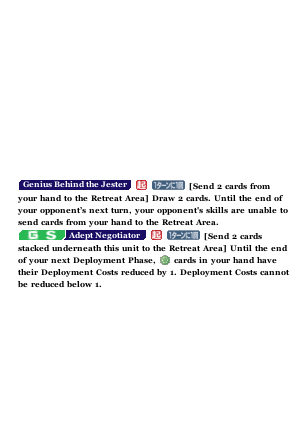 Genius Behind the Jester 起 1ターンに1回 [Send 2 cards from
your hand to the Retreat Area] Draw 2 cards. Until the end of
your opponent's next turn, your opponent's skills are unable to
send cards from your hand to the Retreat Area.
G S Adept Negotiator 起 1ターンに1回 [Send 2 cards
stacked underneath this unit to the Retreat Area] Until the end
of your next Deployment Phase, cards in your hand have
their Deployment Costs reduced by 1. Deployment Costs cannot
be reduced below 1.